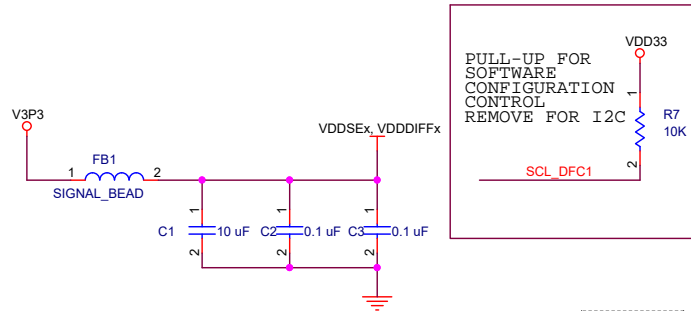 VDD33
PULL-UP FOR
SOFTWARE
CONFIGURATION
CONTROL
REMOVE FOR I2C
1
R7
10K
2
SCL_DFC1
V3P3
VDDSEx, VDDDIFFx
FB1
1
2
SIGNAL_BEAD
1
1
1
C1
10 uF
C2
0.1 uF
C3
0.1 uF
2
2
2